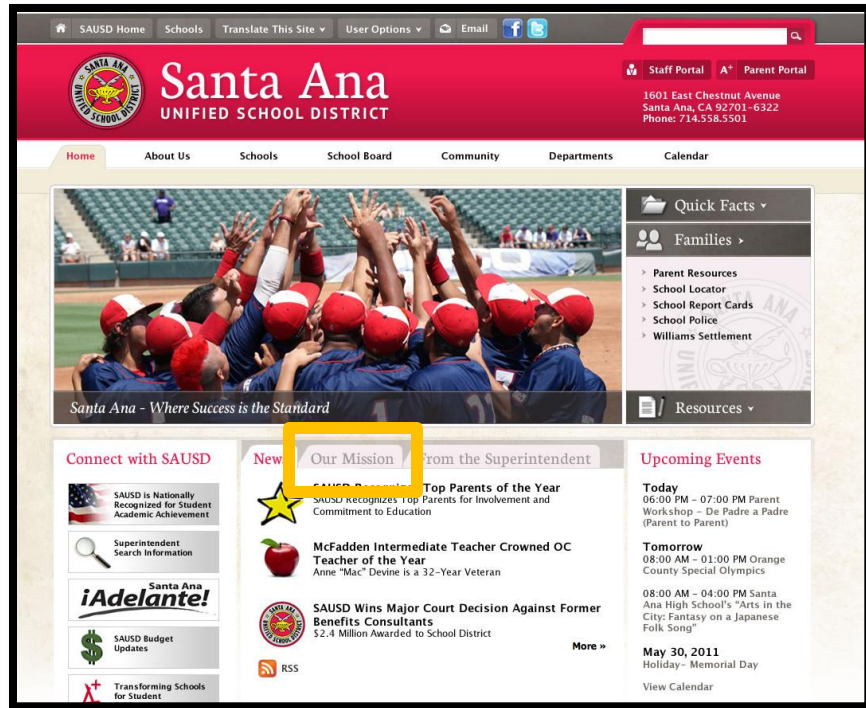 SAUSD Home Schools Translate This Site User Options Email
Staff Portal A+ Parent Portal
SANTA ANA UNIFIED SCHOOL DISTRICT
Santa Ana
UNIFIED SCHOOL DISTRICT
1601 East Chestnut Avenue
Santa Ana, CA 92701-6322
Phone: 714.558.5501
Home About Us Schools School Board Community Departments Calendar
Quick Facts
Families
Parent Resources
School Locator
School Report Cards
School Police
Williams Settlement
Resources
Santa Ana - Where Success is the Standard
Connect with SAUSD
SAUSD is Nationally
Recognized for Student
Academic Achievement
Superintendent
Search Information
Santa Ana
¡Adelante!
SAUSD Budget
Updates
Transforming Schools
for Student
News Our Mission From the Superintendent
SAUSD Recognizes Top Parents of the Year
SAUSD Recognizes Top Parents for Involvement and
Commitment to Education
McFadden Intermediate Teacher Crowned OC
Teacher of the Year
Anne "Mac" Devine is a 32-Year Veteran
SAUSD Wins Major Court Decision Against Former
Benefits Consultants
$2.4 Million Awarded to School District
More »
RSS
Upcoming Events
Today
06:00 PM - 07:00 PM Parent
Workshop - De Padre a Padre
(Parent to Parent)
Tomorrow
08:00 AM - 01:00 PM Orange
County Special Olympics
08:00 AM - 04:00 PM Santa
Ana High School's "Arts in the
City: Fantasy on a Japanese
Folk Song"
May 30, 2011
Holiday- Memorial Day
View Calendar